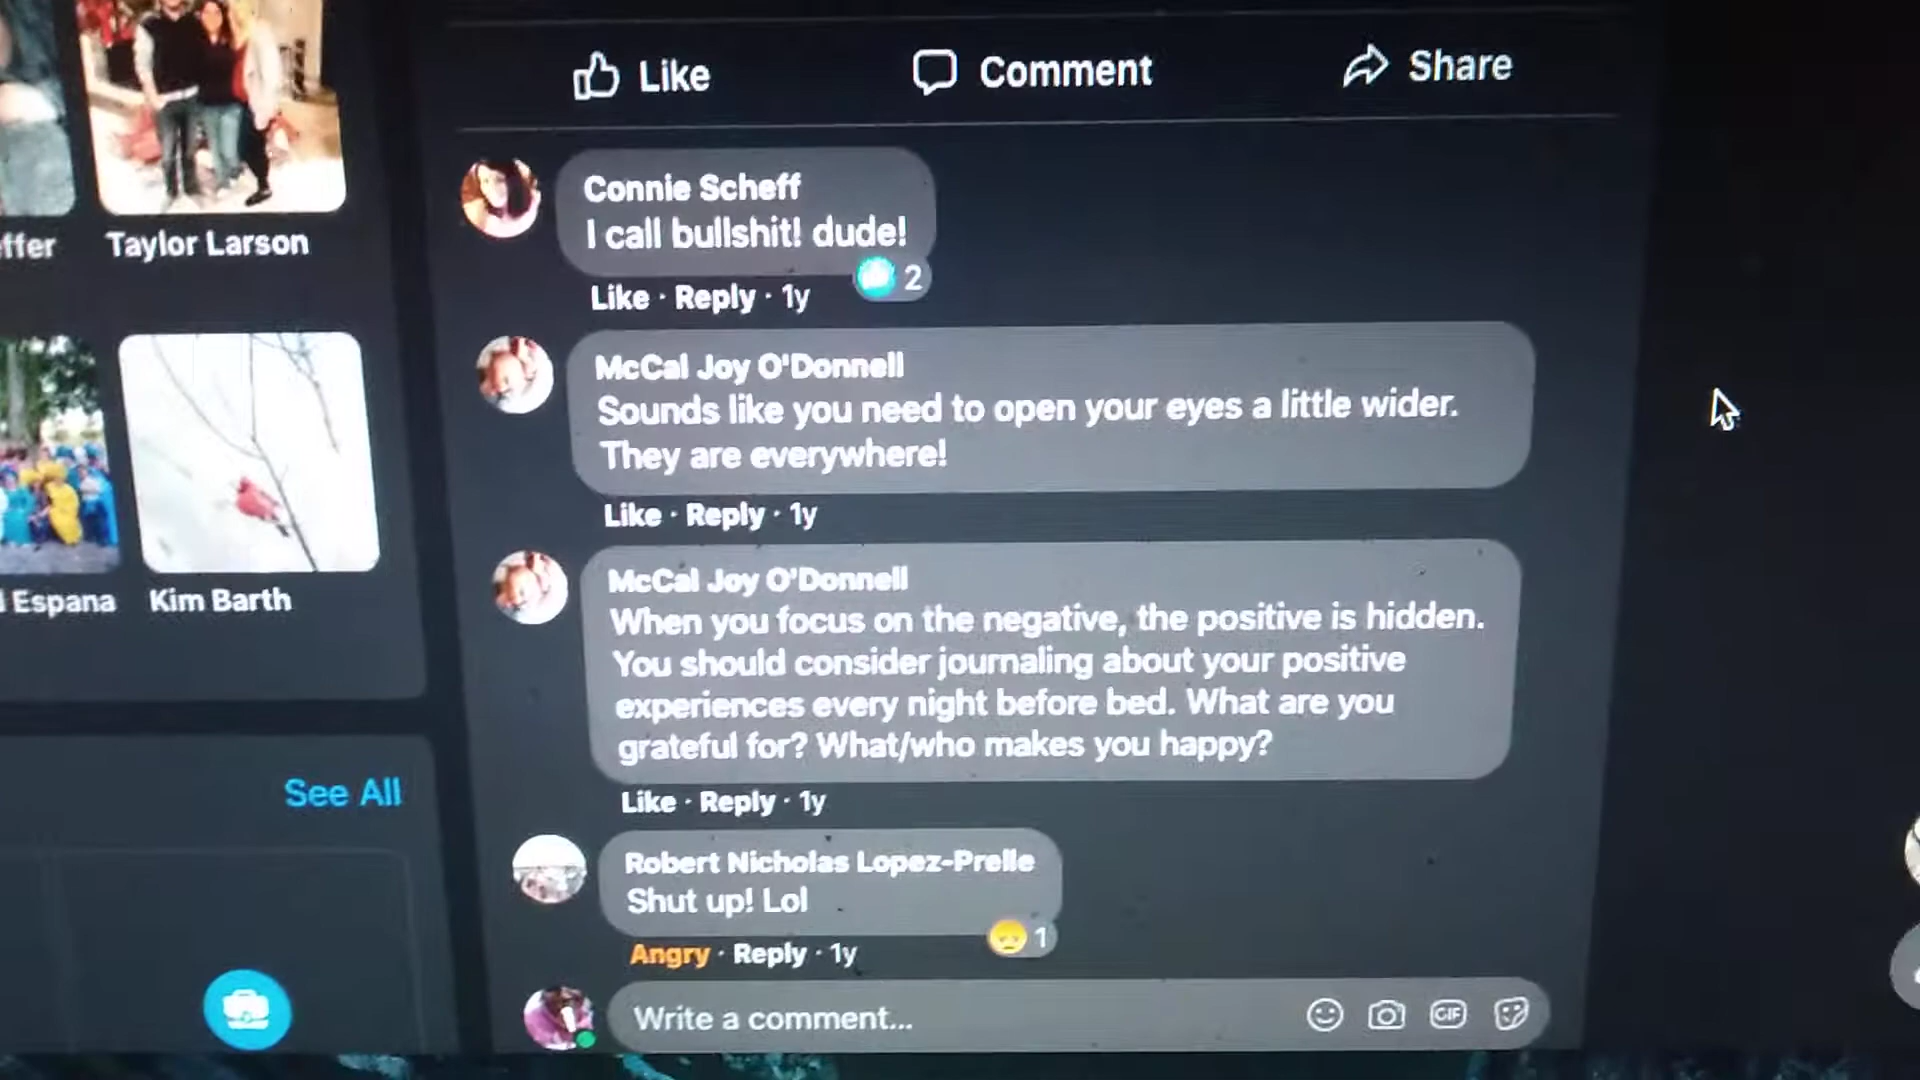 Like
Comment
Share
Connie Scheff
I call bullshit! dude!
2
Like · Reply · 1y
McCal Joy O'Donnell
Sounds like you need to open your eyes a little wider.
They are everywhere!
Like · Reply · 1y
McCal Joy O'Donnell
When you focus on the negative, the positive is hidden.
You should consider journaling about your positive
experiences every night before bed. What are you
grateful for? What/who makes you happy?
Like · Reply · 1y
Robert Nicholas Lopez-Prelle
Shut up! Lol
1
Angry · Reply · 1y
Write a comment...
GIF
ffer
Taylor Larson
Espana
Kim Barth
See All